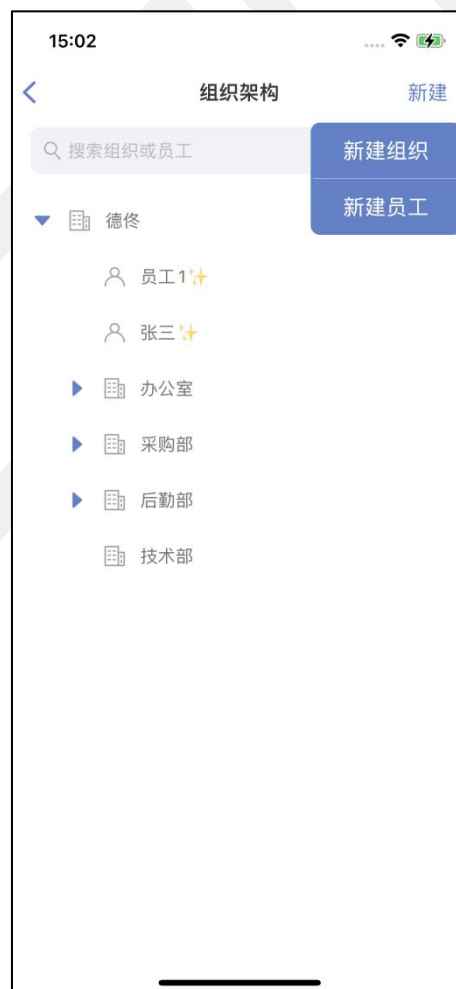 15:02
组织架构
新建
搜索组织或员工
新建组织
新建员工
德佟
员工1✨
张三✨
办公室
采购部
后勤部
技术部